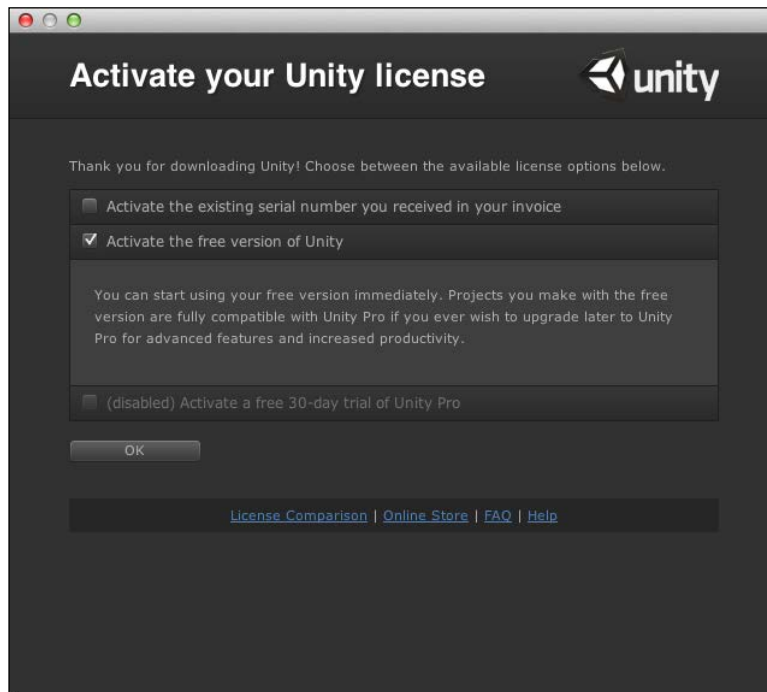 Activate your Unity license
unity
Thank you for downloading Unity! Choose between the available license options below.
Activate the existing serial number you received in your invoice
Activate the free version of Unity
You can start using your free version immediately. Projects you make with the free
version are fully compatible with Unity Pro if you ever wish to upgrade later to Unity
Pro for advanced features and increased productivity.
(disabled) Activate a free 30-day trial of Unity Pro
OK
License Comparison | Online Store | FAQ | Help